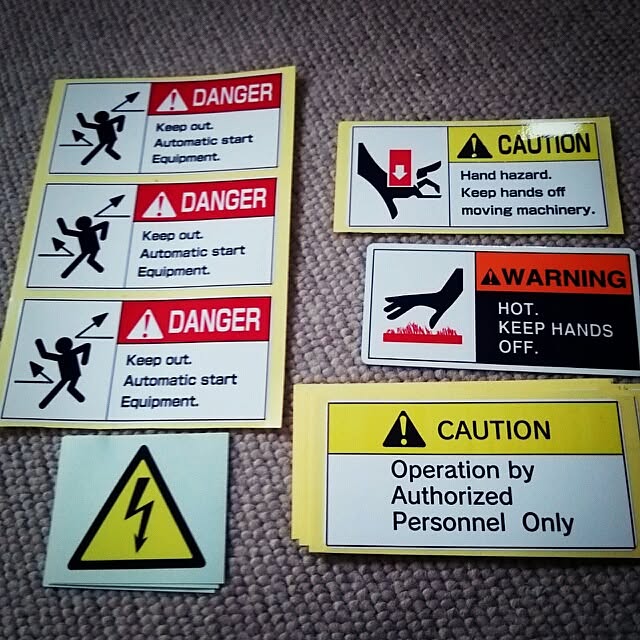 DANGER
Keep out.
Automatic start
Equipment.
DANGER
Keep out.
Automatic start
Equipment.
DANGER
Keep out.
Automatic start
Equipment.
CAUTION
Hand hazard.
Keep hands off
moving machinery.
WARNING
HOT.
KEEP HANDS
OFF.
CAUTION
Operation by
Authorized
Personnel Only